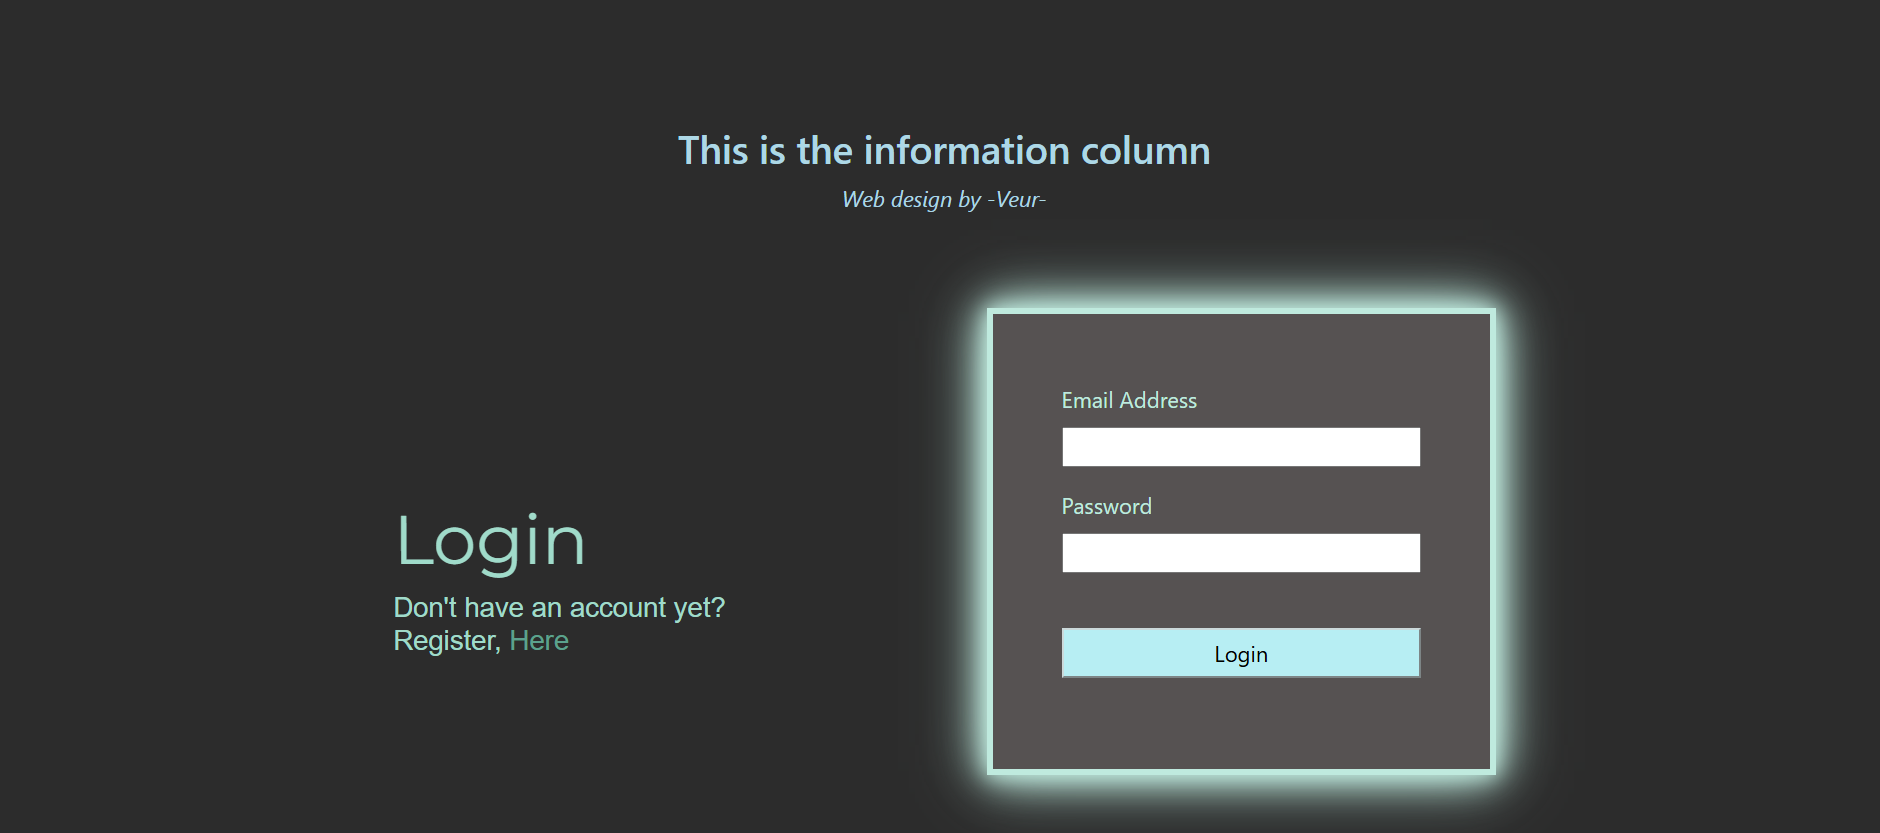 This is the information column
Web design by -Veur-
Login
Don't have an account yet?
Register, Here
Email Address
Password
Login